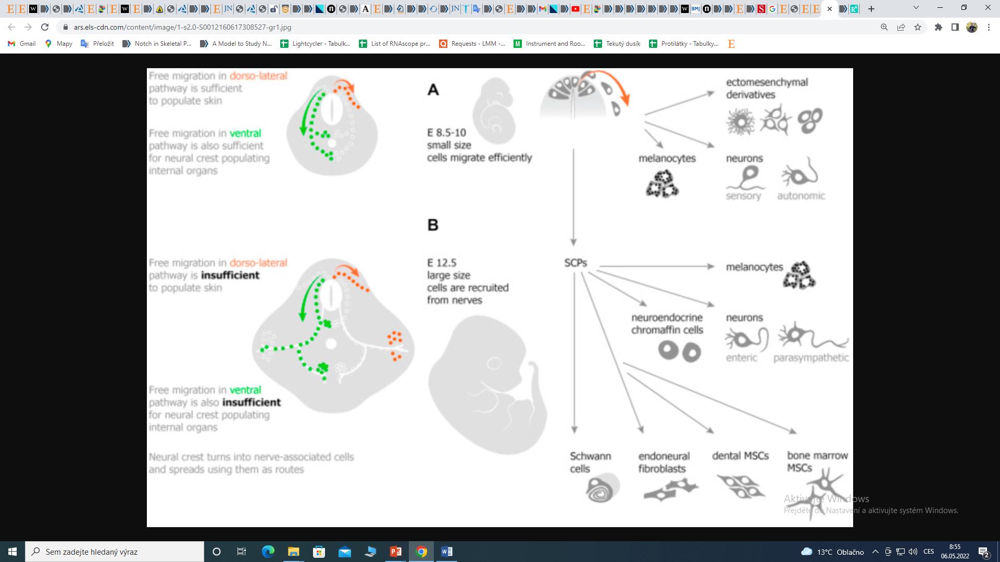 ars.els-cdn.com/content/image/1-s2.0-S0012160617308527-gr1.jpg
Gmail
Mapy
Přeložit
Notch in Skeletal P...
A Model to Study N...
Lightcycler - Tabulk...
List of RNAscope pr...
Requests - LMM -...
Instrument and Roo...
Tekutý dusík
Protilátky - Tabulky...
Free migration in dorso-lateral
pathway is sufficient
to populate skin
Free migration in ventral
pathway is also sufficient
for neural crest populating
internal organs
A
E 8.5-10
small size
cells migrate efficiently
ectomesenchymal
derivatives
melanocytes
neurons
sensory
autonomic
B
Free migration in dorso-lateral
pathway is insufficient
to populate skin
E 12.5
large size
cells are recruited
from nerves
SCPs
melanocytes
neuroendocrine
chromaffin cells
neurons
enteric
parasympathetic
Free migration in ventral
pathway is also insufficient
for neural crest populating
internal organs
Neural crest turns into nerve-associated cells
and spreads using them as routes
Schwann
cells
endoneural
fibroblasts
dental MSCs
bone marrow
MSCs
Aktivujte Windows
Přejděte do Nastavení a aktivujte systém Windows.
Sem zadejte hledaný výraz
13°C Oblačno
CES
8:55
06.05.2022
2